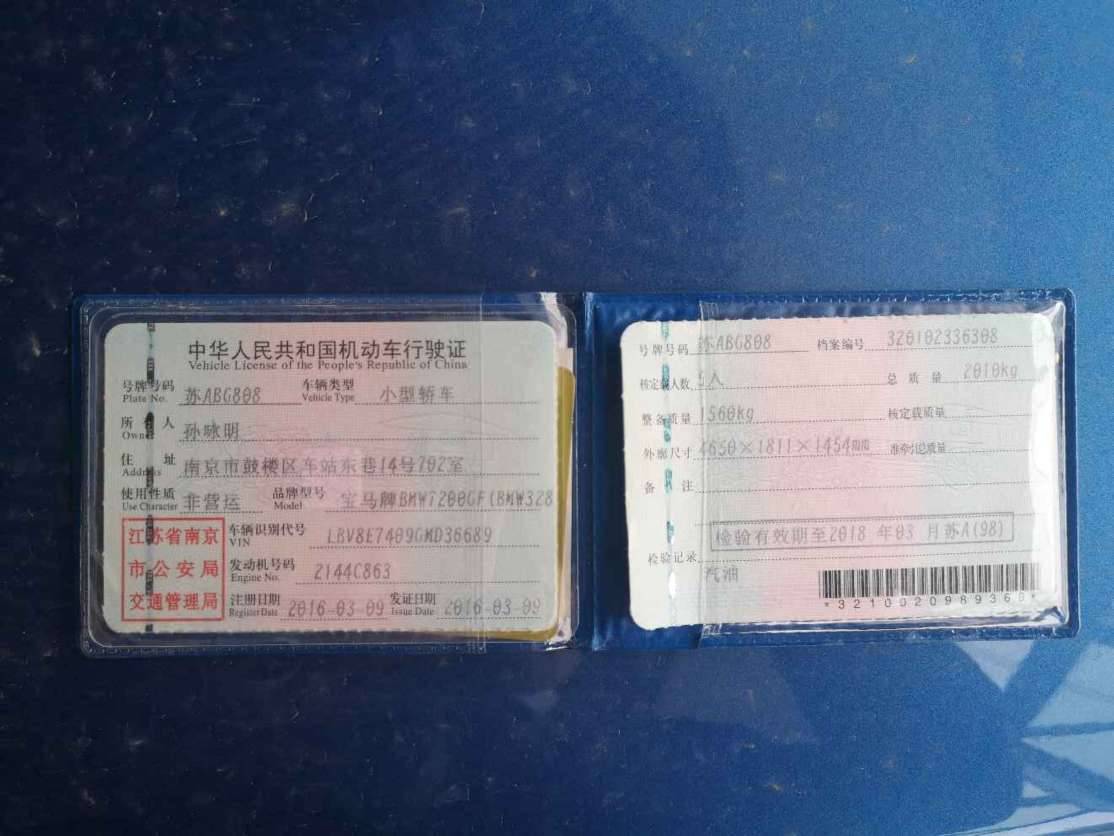 中华人民共和国机动车行驶证
Vehicle License of the People's Republic of China
号牌号码 苏ABG808 车辆类型 小型轿车
Plate No. Vehicle Type
所有人 孙咏明
Owner
住址 南京市鼓楼区车站东巷14号702室
Address
使用性质 非营运 品牌型号 宝马牌BMW7200GF(BMW328
Use Character Model
江苏省南京
市公安局
交通管理局
车辆识别代号 LBV8E7409GMD36689
VIN
发动机号码 2144C863
Engine No.
注册日期 2016-03-09 发证日期 2016-03-09
Register Date Issue Date
号牌号码 苏ABG808 档案编号 320102336308
核定载人数 5人 总质量 2010kg
整备质量 1560kg 核定载质量
外廓尺寸 4650×1811×1454mm 准牵引总质量
备注
检验有效期至2018 年03 月苏A(98)
检验记录
汽油
*3210020989366*